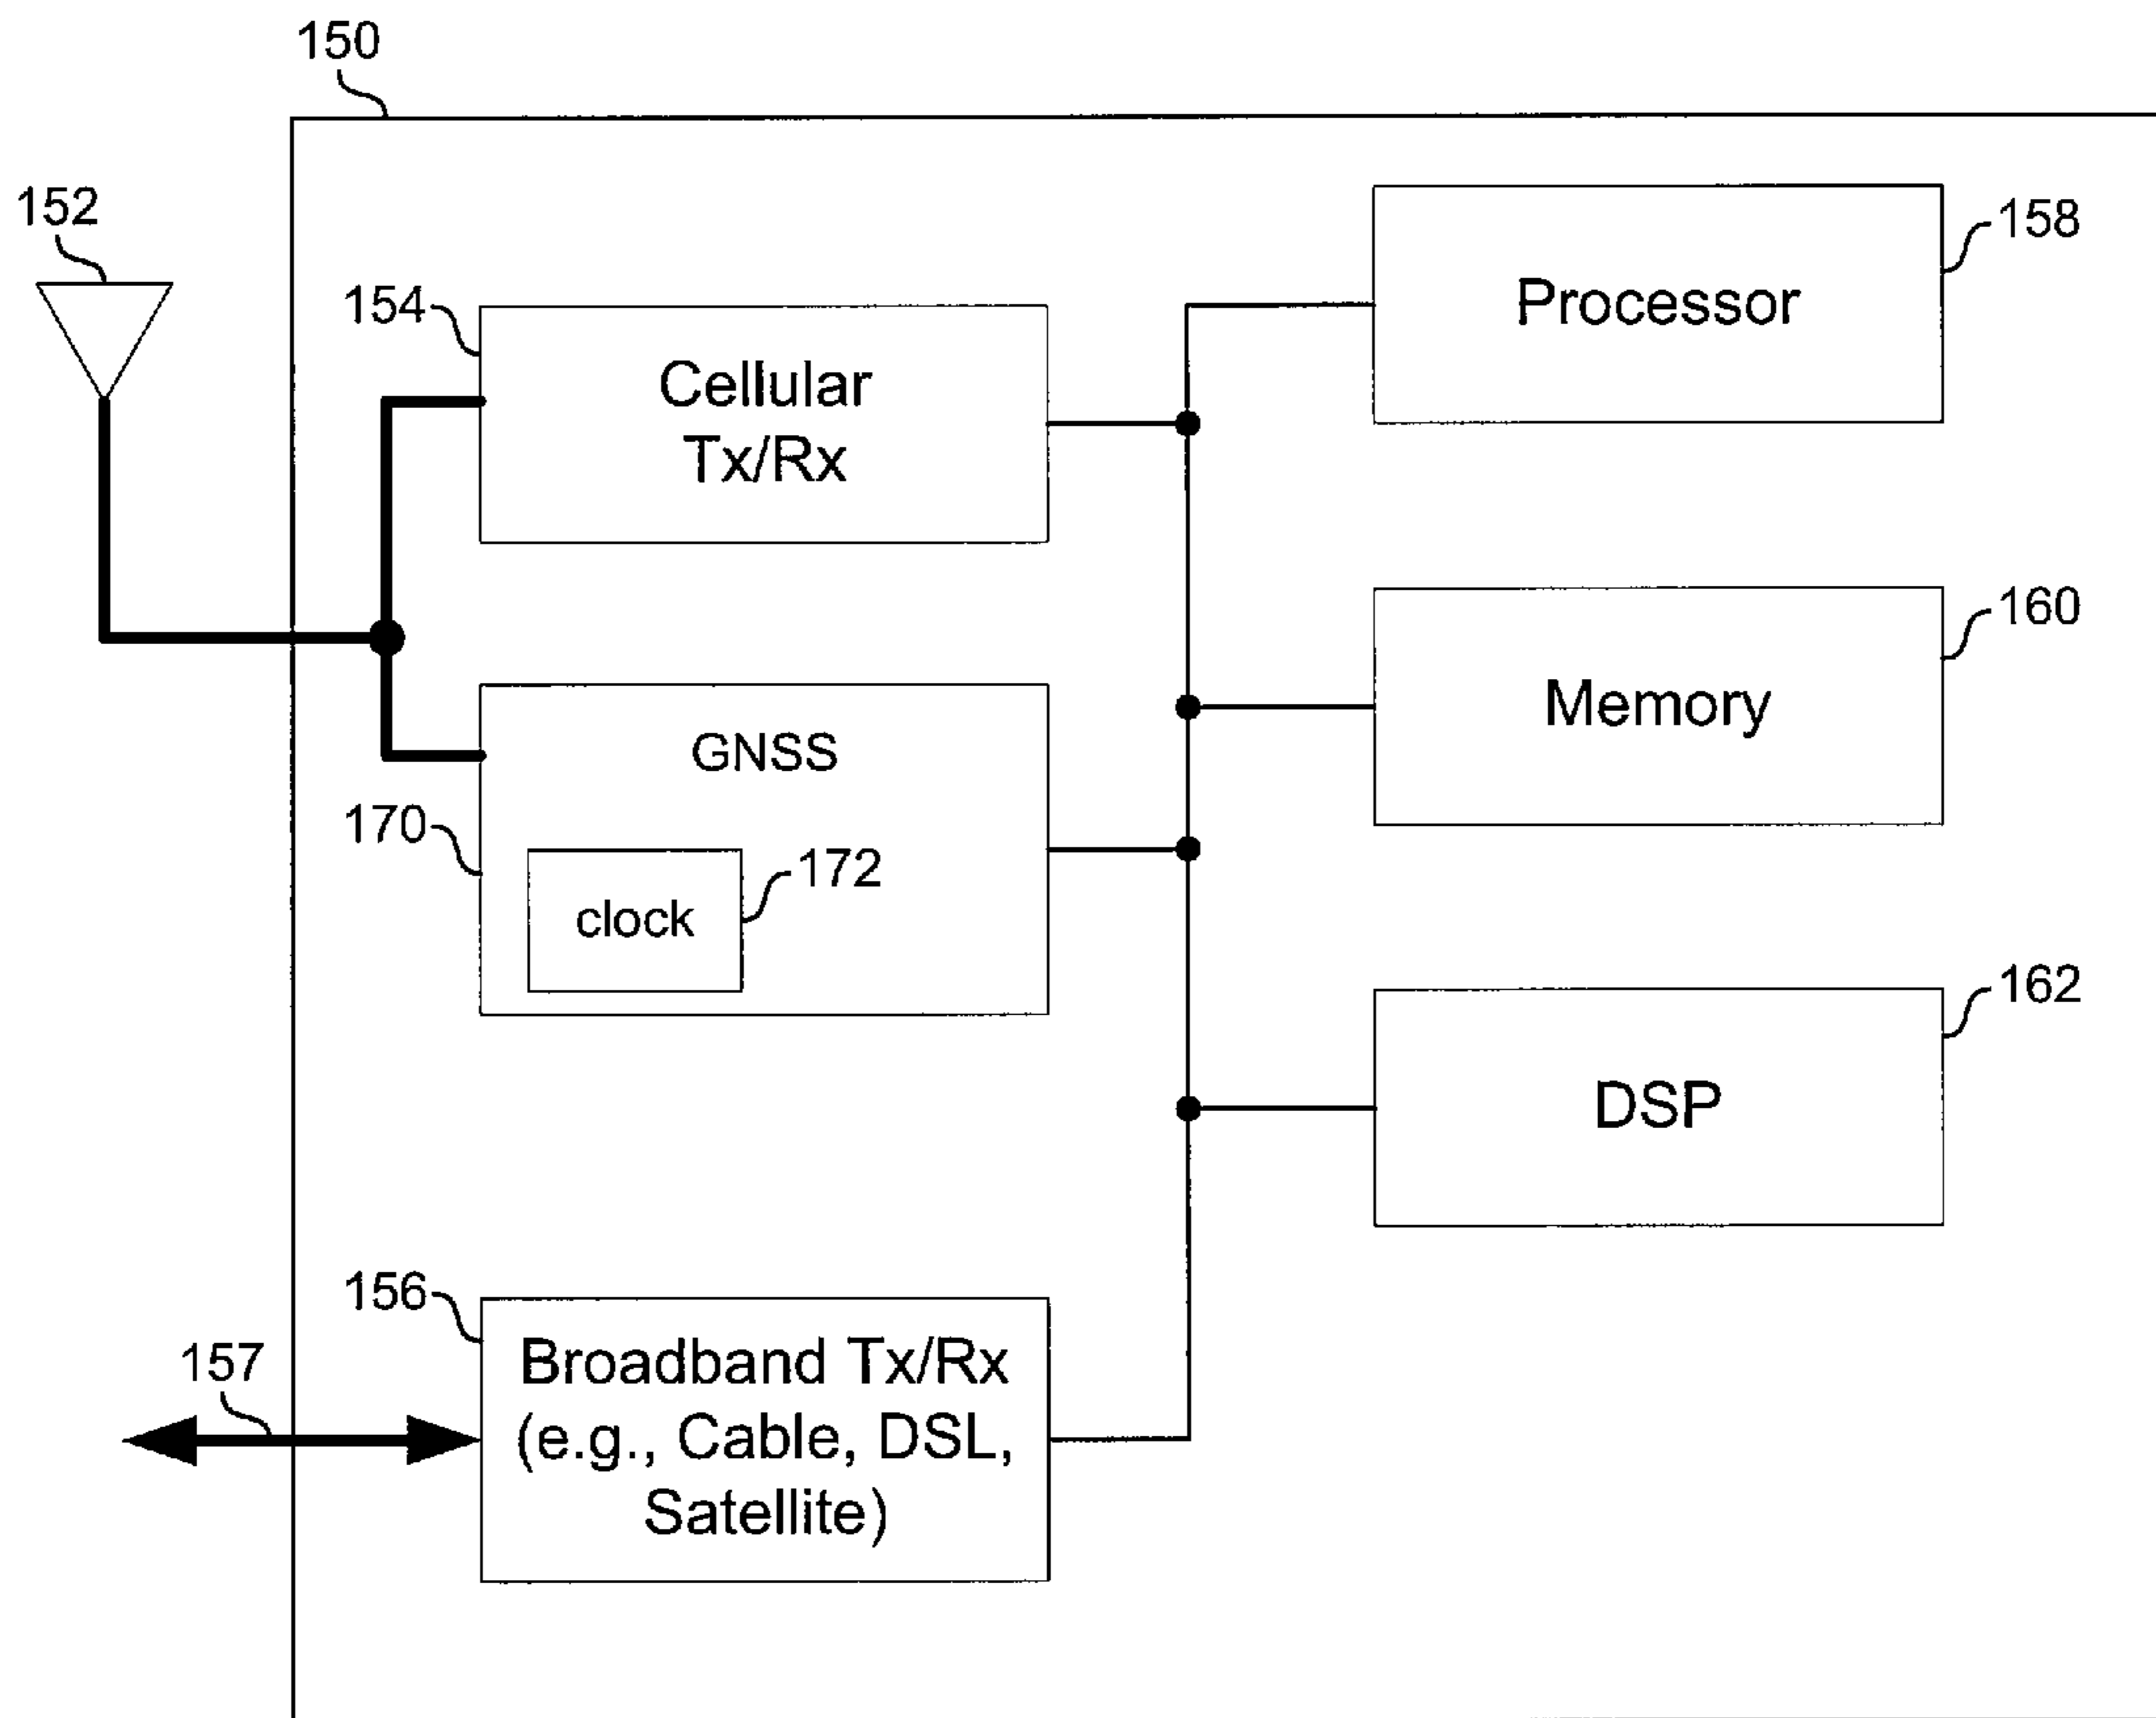 150
152
158
154
Processor
Cellular
Tx/Rx
160
Memory
GNSS
170
172
clock
162
DSP
156
Broadband Tx/Rx
157
(e.g., Cable, DSL,
Satellite)